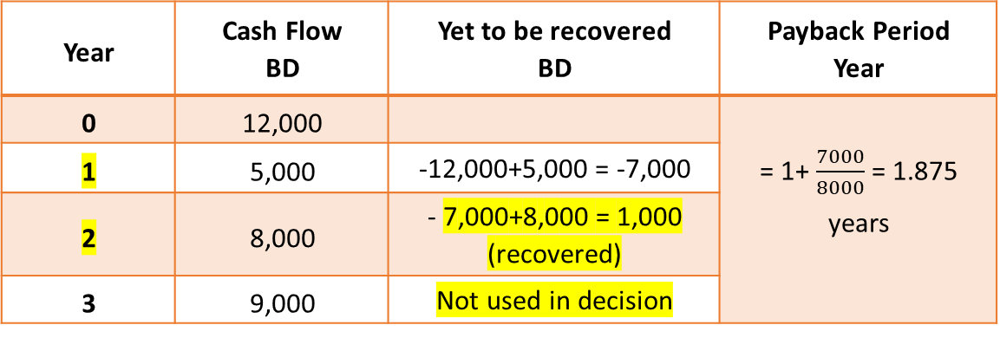 Year Cash Flow BD Yet to be recovered BD Payback Period Year
0 12,000
1 5,000 -12,000+5,000 = -7,000 = 1+ 7000/8000 = 1.875 years
2 8,000 - 7,000+8,000 = 1,000 (recovered)
3 9,000 Not used in decision